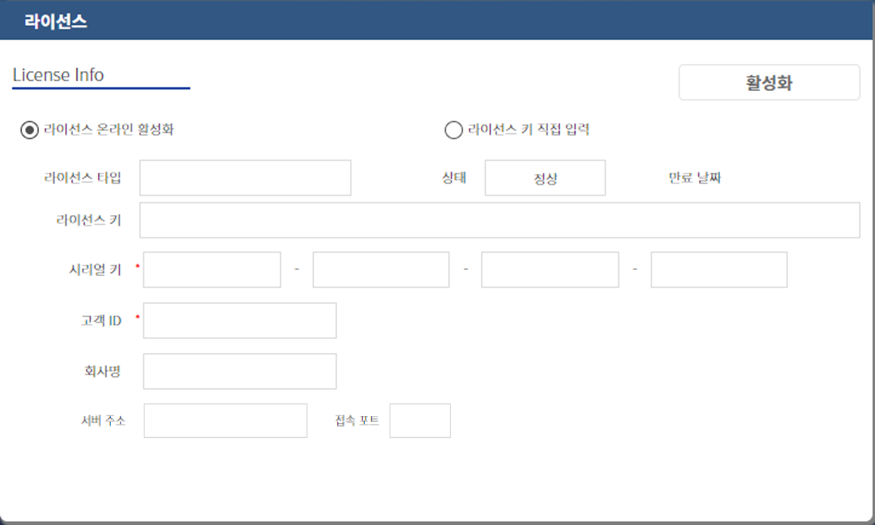 라이선스
License Info
활성화
라이선스 온라인 활성화 라이선스 키 직접 입력
라이선스 타입 상태 정상 만료 날짜
라이선스 키
시리얼 키 * - - -
고객 ID *
회사명
서버 주소 접속 포트